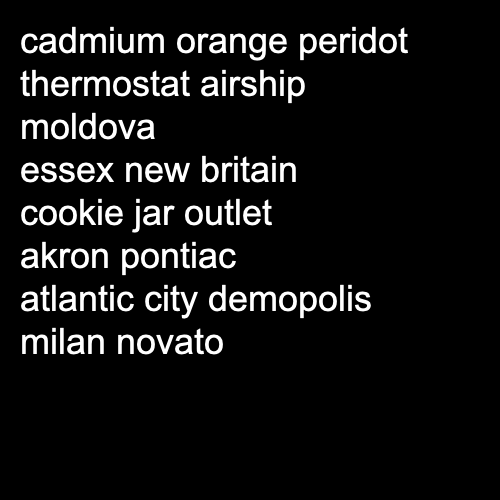 cadmium orange peridot
thermostat airship
moldova
essex new britain
cookie jar outlet
akron pontiac
atlantic city demopolis
milan novato